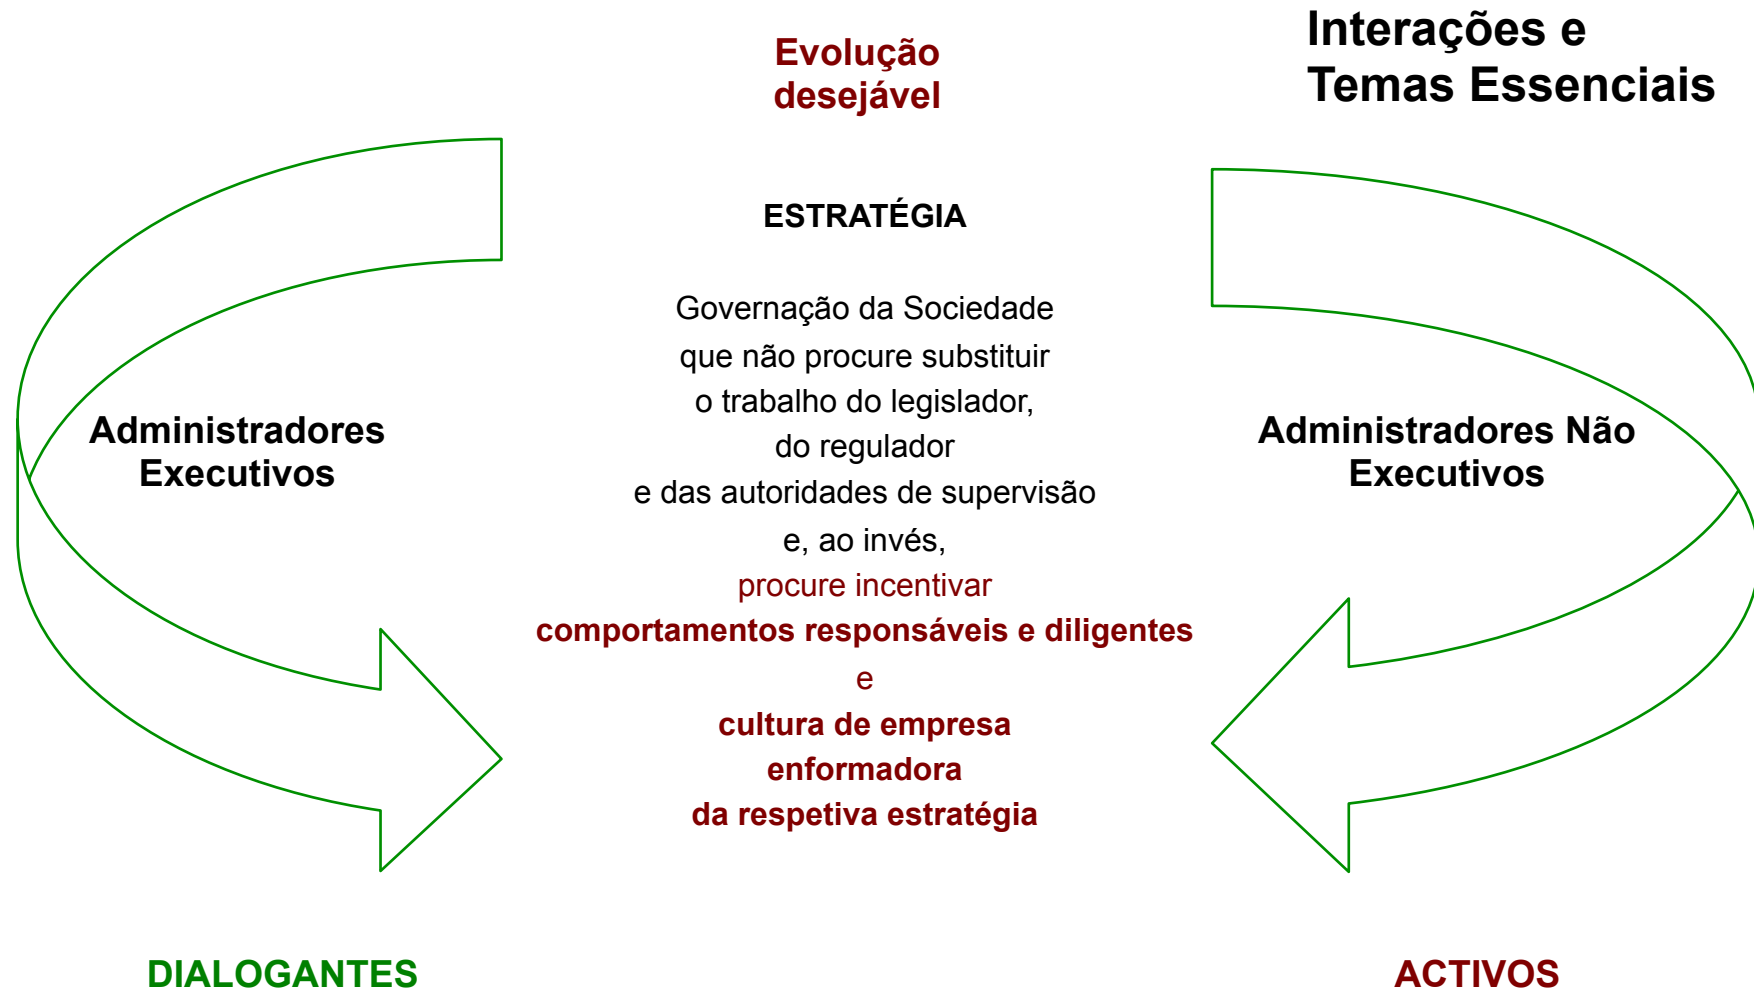 Interações e
Temas Essenciais
Evolução
desejável
ESTRATÉGIA
Governação da Sociedade
que não procure substituir
o trabalho do legislador,
do regulador
e das autoridades de supervisão
e, ao invés,
procure incentivar
comportamentos responsáveis e diligentes
e
cultura de empresa
enformadora
da respetiva estratégia
Administradores
Executivos
Administradores Não
Executivos
DIALOGANTES
ACTIVOS